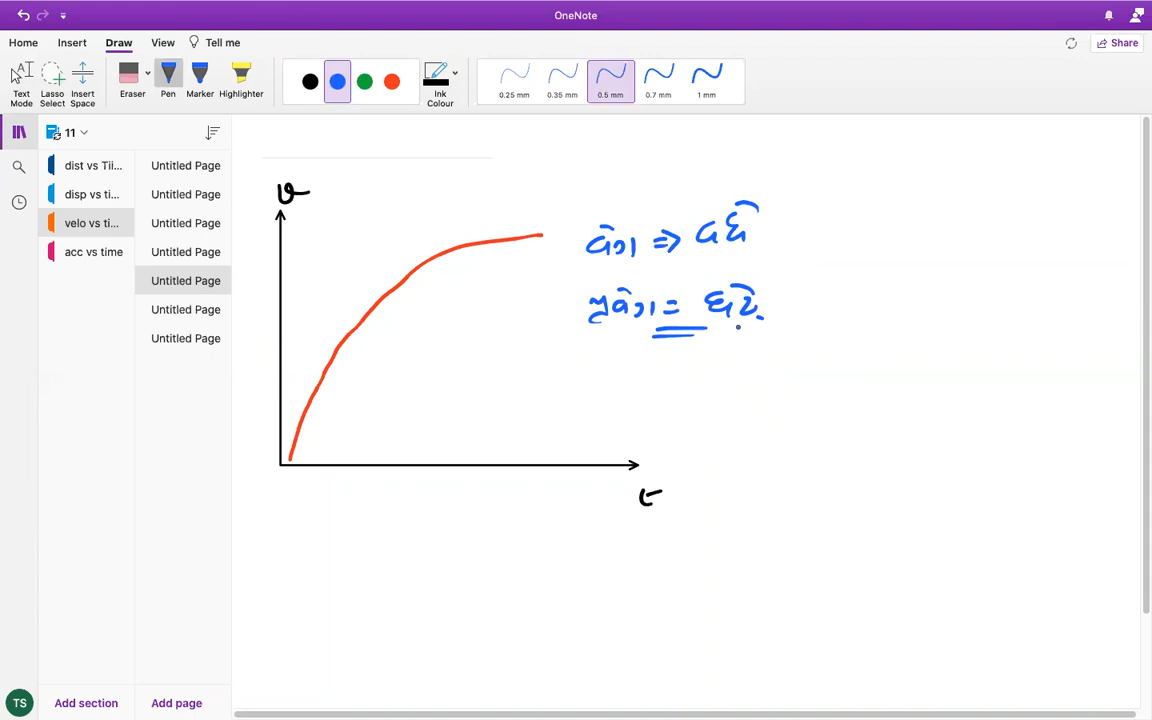 OneNote
Home Insert Draw View Tell me
Share
Text Mode
Lasso Select
Insert Space
Eraser
Pen
Marker
Highlighter
Ink Colour
0.25 mm
0.35 mm
0.5 mm
0.7 mm
1 mm
11
dist vs Tii...
disp vs ti...
velo vs ti...
acc vs time
Untitled Page
Untitled Page
Untitled Page
Untitled Page
Untitled Page
Untitled Page
Untitled Page
v
t
TS
Add section
Add page